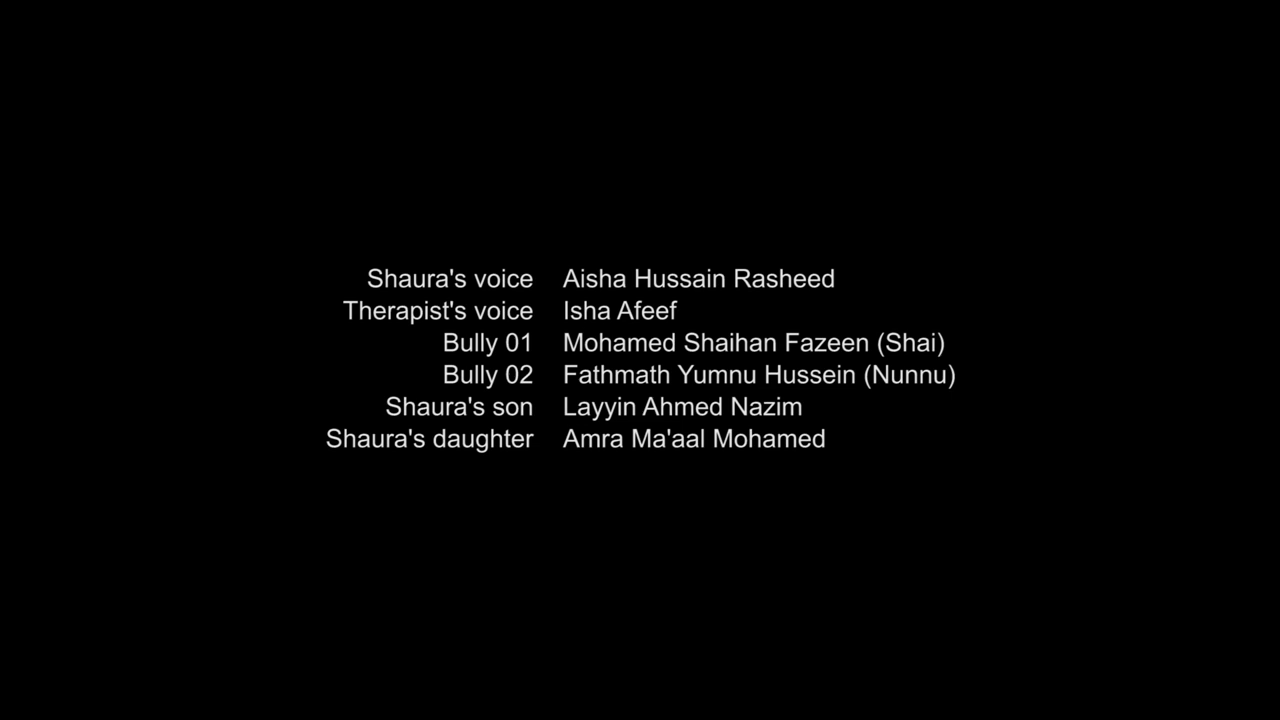 Shaura's voice Aisha Hussain Rasheed
Therapist's voice Isha Afeef
Bully 01 Mohamed Shaihan Fazeen (Shai)
Bully 02 Fathmath Yumnu Hussein (Nunnu)
Shaura's son Layyin Ahmed Nazim
Shaura's daughter Amra Ma'aal Mohamed